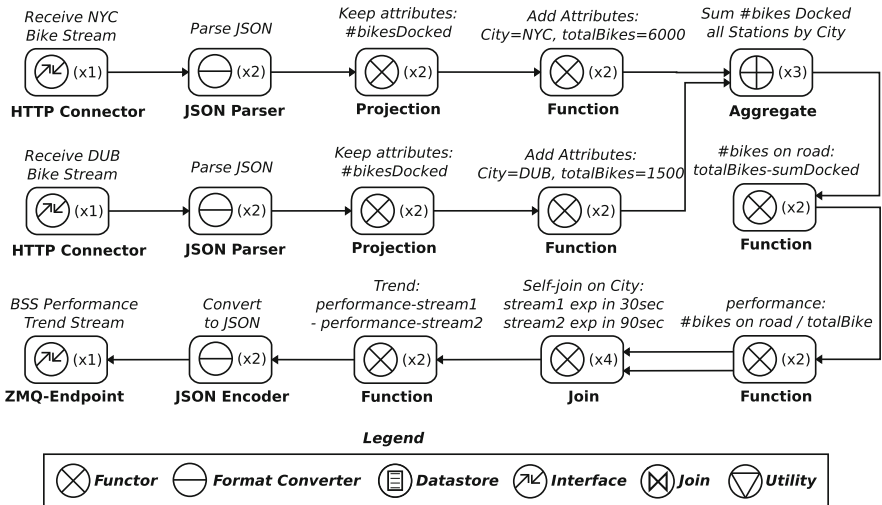 Receive NYC
Bike Stream
Parse JSON
Keep attributes:
#bikesDocked
Add Attributes:
City=NYC, totalBikes=6000
Sum #bikes Docked
all Stations by City
(x1)
(x2)
(x2)
(x2)
(x3)
HTTP Connector
JSON Parser
Projection
Function
Aggregate
Receive DUB
Bike Stream
Parse JSON
Keep attributes:
#bikesDocked
Add Attributes:
City=DUB, totalBikes=1500
#bikes on road:
totalBikes-sumDocked
(x1)
(x2)
(x2)
(x2)
(x2)
HTTP Connector
JSON Parser
Projection
Function
Function
BSS Performance
Trend Stream
Convert
to JSON
Trend:
performance-stream1
- performance-stream2
Self-join on City:
stream1 exp in 30sec
stream2 exp in 90sec
performance:
#bikes on road / totalBike
(x1)
(x2)
(x2)
(x4)
(x2)
ZMQ-Endpoint
JSON Encoder
Function
Join
Function
Legend
Functor
Format Converter
Datastore
Interface
Join
Utility